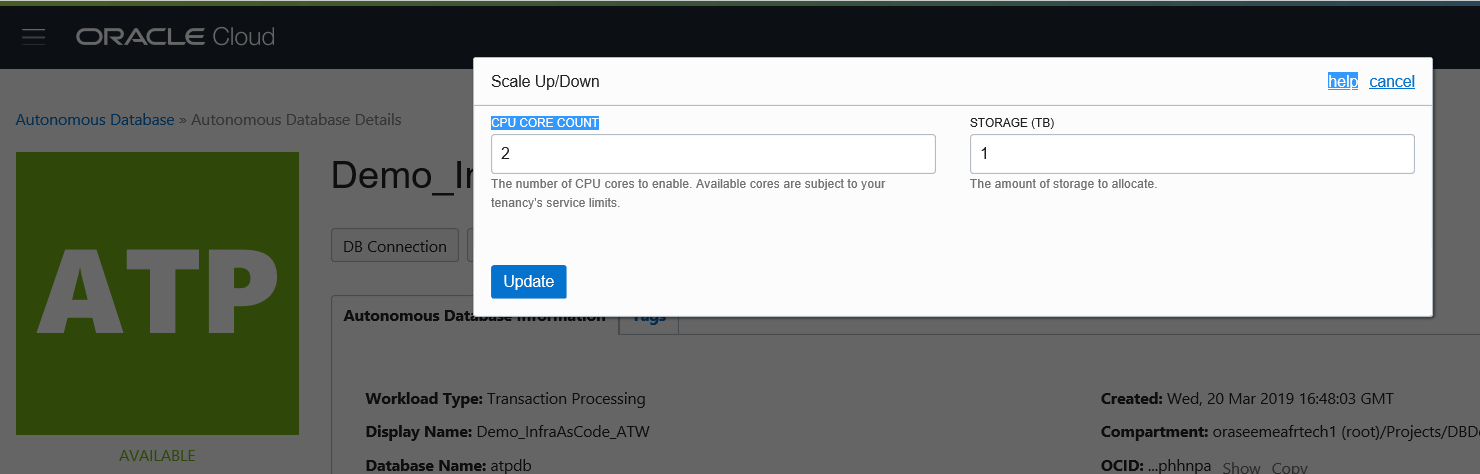 ORACLE Cloud
Scale Up/Down
help cancel
Autonomous Database » Autonomous Database Details
CPU CORE COUNT
2
The number of CPU cores to enable. Available cores are subject to your
tenancy's service limits.
STORAGE (TB)
1
The amount of storage to allocate.
Update
ATP
AVAILABLE
DB Connection
Autonomous Database Information
Tags
Workload Type: Transaction Processing
Display Name: Demo_InfraAsCode_ATW
Database Name: atpdb
Created: Wed, 20 Mar 2019 16:48:03 GMT
Compartment: oraseemeafrtech1 (root)/Projects/DBD
OCID: ...phhnpa Show Copy